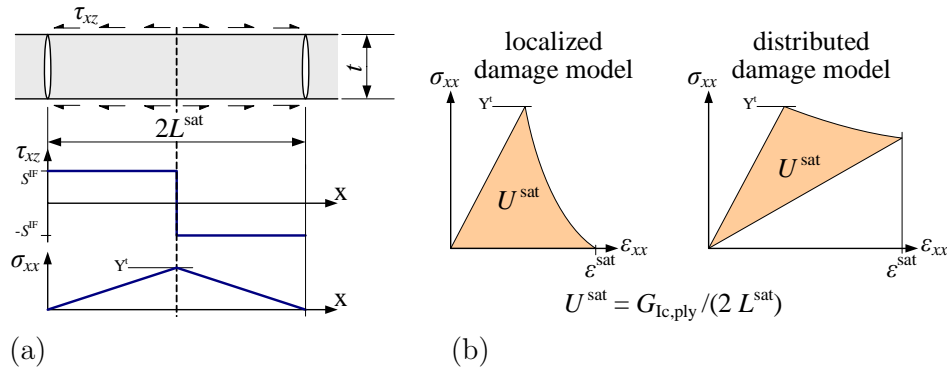 τxz
t
2L^sat
τxz
S^IF
x
-S^IF
σxx
Y^t
x
(a)
localized
damage model
σxx
Y^t
U^sat
εxx
ε^sat
distributed
damage model
σxx
Y^t
U^sat
εxx
ε^sat
U^sat = G_Ic,ply /(2 L^sat)
(b)